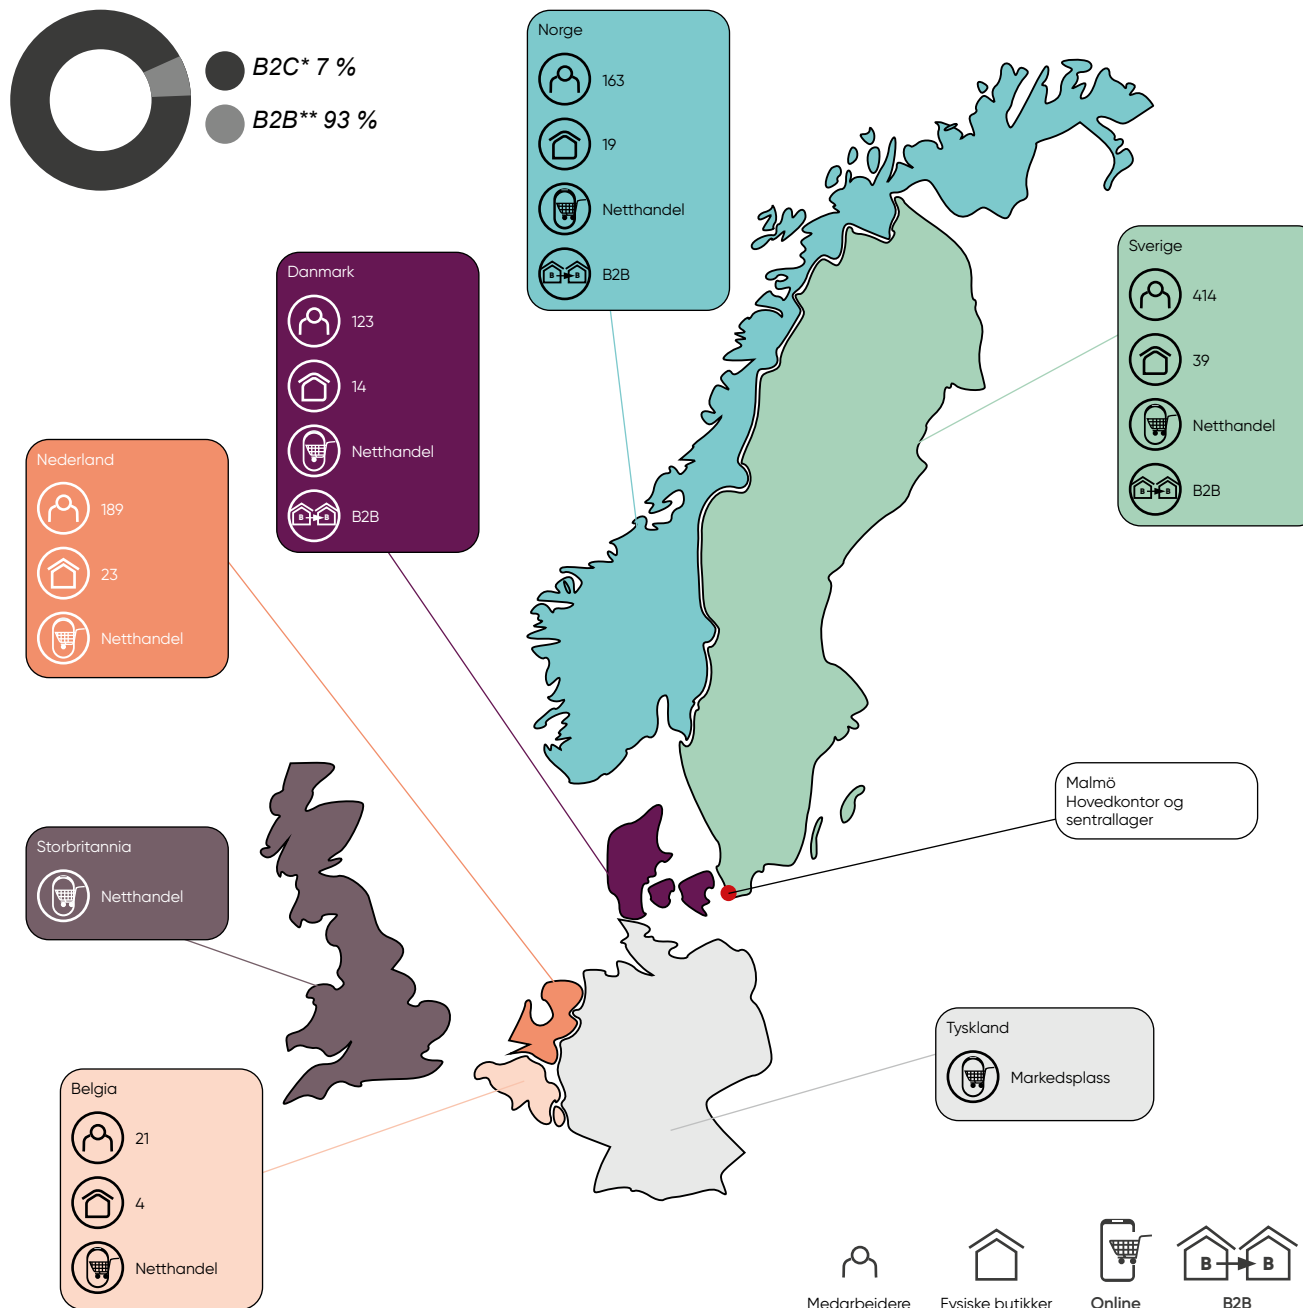 B2C* 7 %
B2B** 93 %
Norge
163
19
Netthandel
B2B
Danmark
123
14
Netthandel
B2B
Sverige
414
39
Netthandel
B2B
Nederland
189
23
Netthandel
Malmö
Hovedkontor og
sentrallager
Storbritannia
Netthandel
Tyskland
Markedsplass
Belgia
21
4
Netthandel
Medarbeidere
Fysiske butikker
Online
B2B